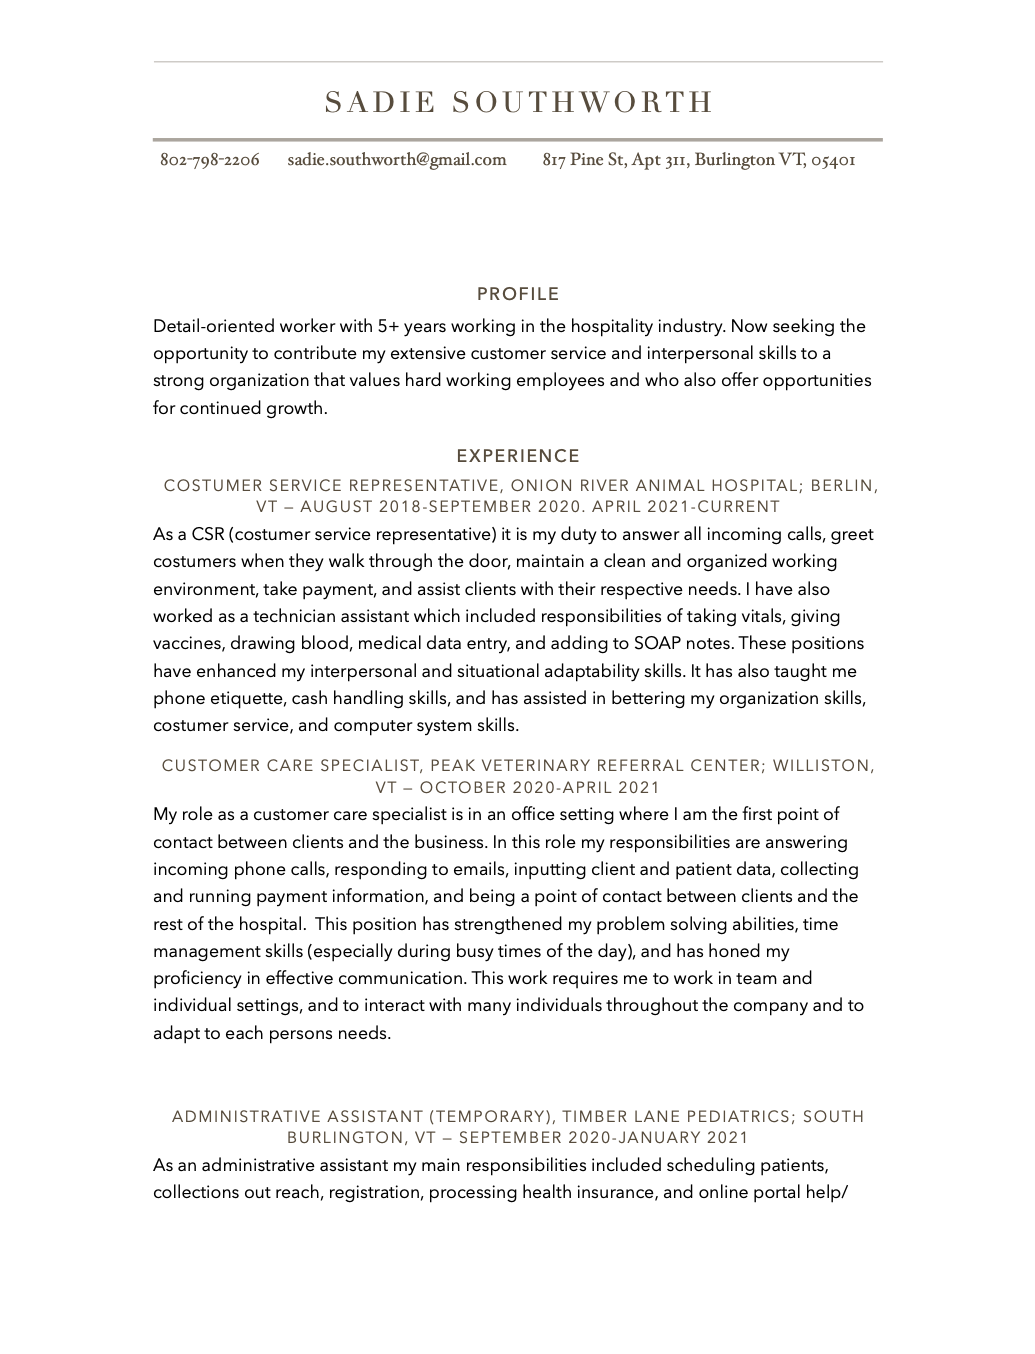 SADIE SOUTHWORTH
802-798-2206 sadie.southworth@gmail.com 817 Pine St, Apt 311, Burlington VT, 05401
PROFILE
Detail-oriented worker with 5+ years working in the hospitality industry. Now seeking the
opportunity to contribute my extensive customer service and interpersonal skills to a
strong organization that values hard working employees and who also offer opportunities
for continued growth.
EXPERIENCE
COSTUMER SERVICE REPRESENTATIVE, ONION RIVER ANIMAL HOSPITAL; BERLIN,
VT – AUGUST 2018-SEPTEMBER 2020. APRIL 2021-CURRENT
As a CSR (costumer service representative) it is my duty to answer all incoming calls, greet
costumers when they walk through the door, maintain a clean and organized working
environment, take payment, and assist clients with their respective needs. I have also
worked as a technician assistant which included responsibilities of taking vitals, giving
vaccines, drawing blood, medical data entry, and adding to SOAP notes. These positions
have enhanced my interpersonal and situational adaptability skills. It has also taught me
phone etiquette, cash handling skills, and has assisted in bettering my organization skills,
costumer service, and computer system skills.
CUSTOMER CARE SPECIALIST, PEAK VETERINARY REFERRAL CENTER; WILLISTON,
VT – OCTOBER 2020-APRIL 2021
My role as a customer care specialist is in an office setting where I am the first point of
contact between clients and the business. In this role my responsibilities are answering
incoming phone calls, responding to emails, inputting client and patient data, collecting
and running payment information, and being a point of contact between clients and the
rest of the hospital.  This position has strengthened my problem solving abilities, time
management skills (especially during busy times of the day), and has honed my
proficiency in effective communication. This work requires me to work in team and
individual settings, and to interact with many individuals throughout the company and to
adapt to each persons needs.
ADMINISTRATIVE ASSISTANT (TEMPORARY), TIMBER LANE PEDIATRICS; SOUTH
BURLINGTON, VT – SEPTEMBER 2020-JANUARY 2021
As an administrative assistant my main responsibilities included scheduling patients,
collections out reach, registration, processing health insurance, and online portal help/